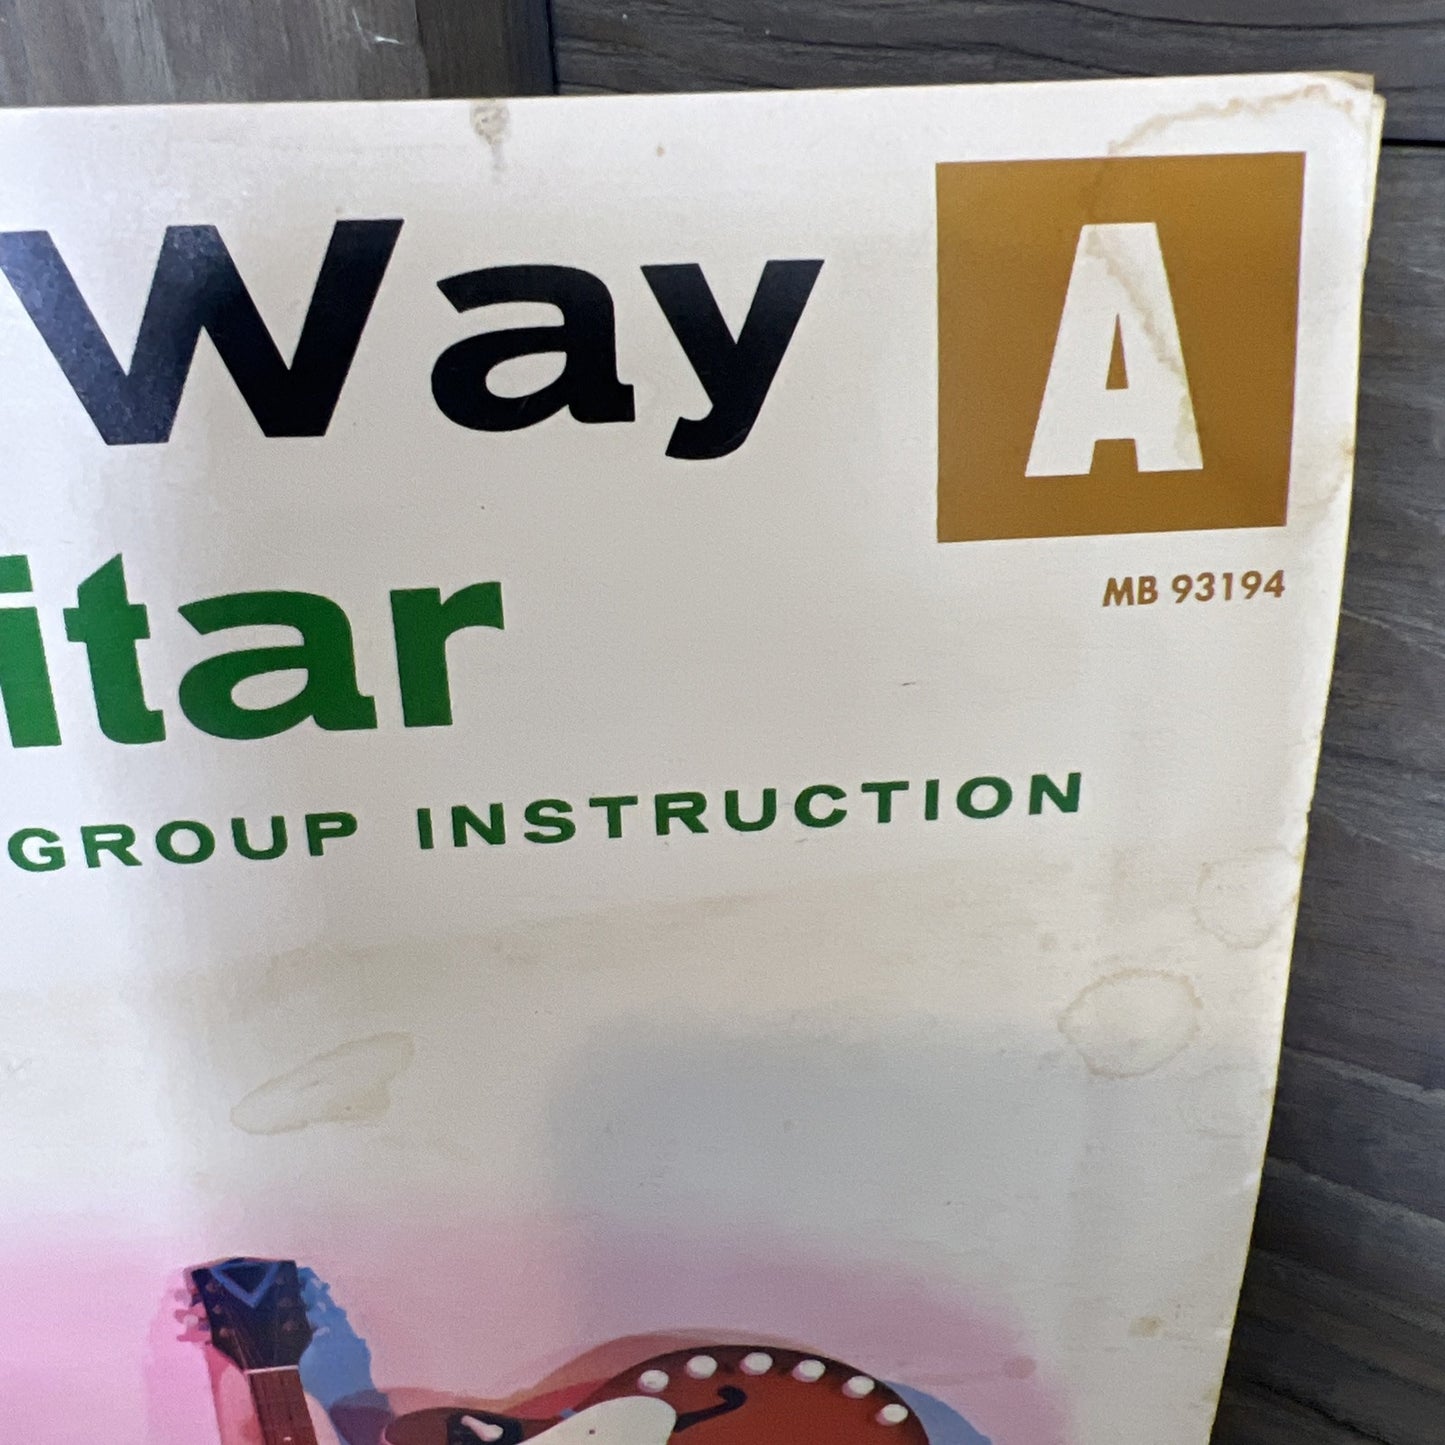 Way
A
MB 93194
itar
GROUP INSTRUCTION